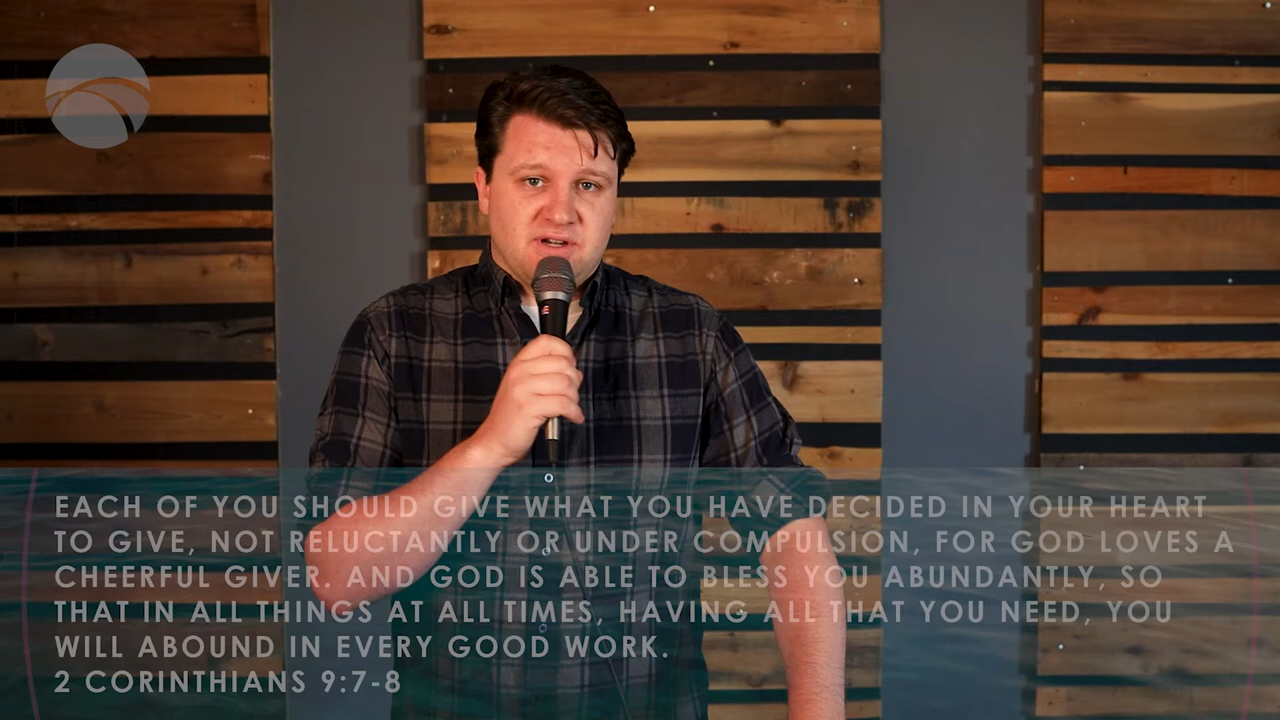 EACH OF YOU SHOULD GIVE WHAT YOU HAVE DECIDED IN YOUR HEART
TO GIVE, NOT RELUCTANTLY OR UNDER COMPULSION, FOR GOD LOVES A
CHEERFUL GIVER. AND GOD IS ABLE TO BLESS YOU ABUNDANTLY, SO
THAT IN ALL THINGS AT ALL TIMES, HAVING ALL THAT YOU NEED, YOU
WILL ABOUND IN EVERY GOOD WORK.
2 CORINTHIANS 9:7-8